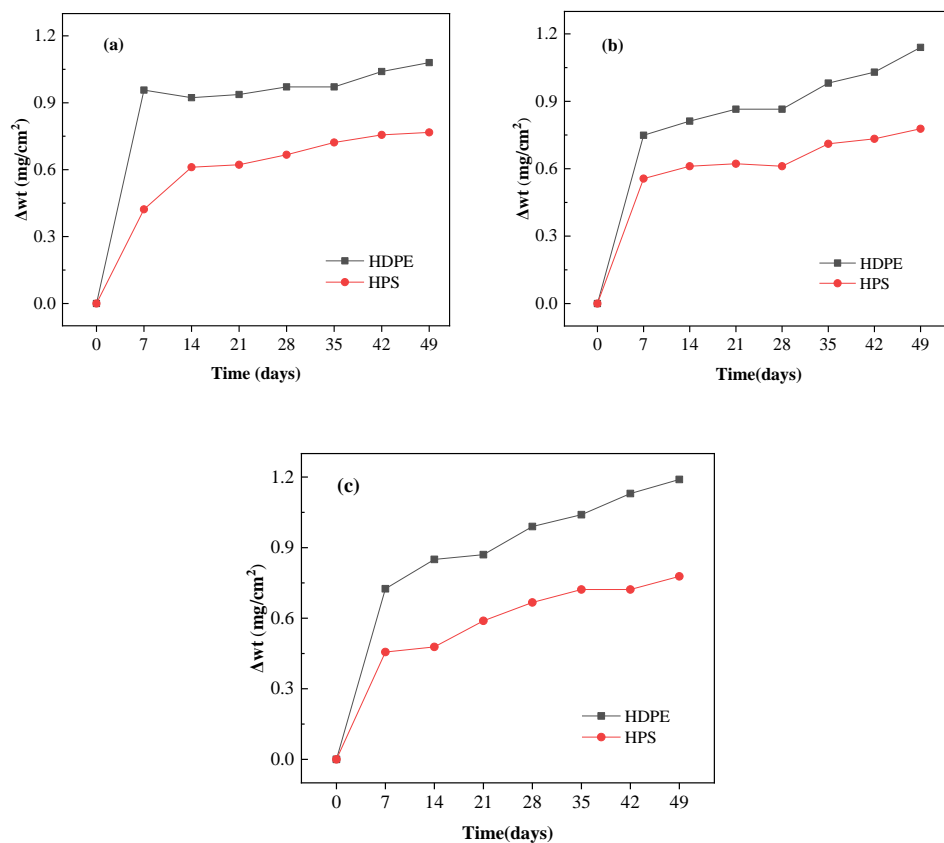 (a)
1.2
0.9
0.6
0.3
0.0
Δwt (mg/cm²)
HDPE
HPS
0 7 14 21 28 35 42 49
Time (days)
(b)
1.2
0.9
0.6
0.3
0.0
Δwt (mg/cm²)
HDPE
HPS
0 7 14 21 28 35 42 49
Time(days)
(c)
1.2
0.9
0.6
0.3
0.0
Δwt (mg/cm²)
HDPE
HPS
0 7 14 21 28 35 42 49
Time(days)